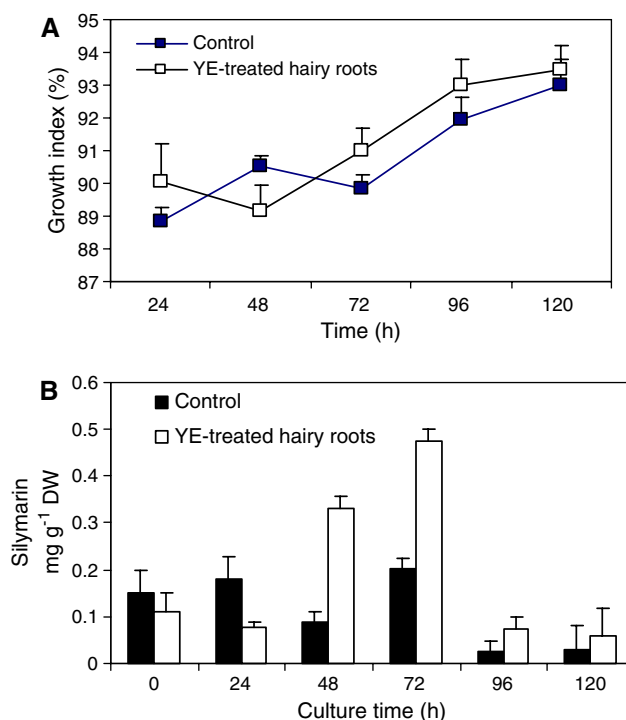 A
Control
YE-treated hairy roots
Growth index (%)
95
94
93
92
91
90
89
88
87
24 48 72 96 120
Time (h)
B
Control
YE-treated hairy roots
Silymarin
mg g⁻¹ DW
0.6
0.5
0.4
0.3
0.2
0.1
0
0 24 48 72 96 120
Culture time (h)